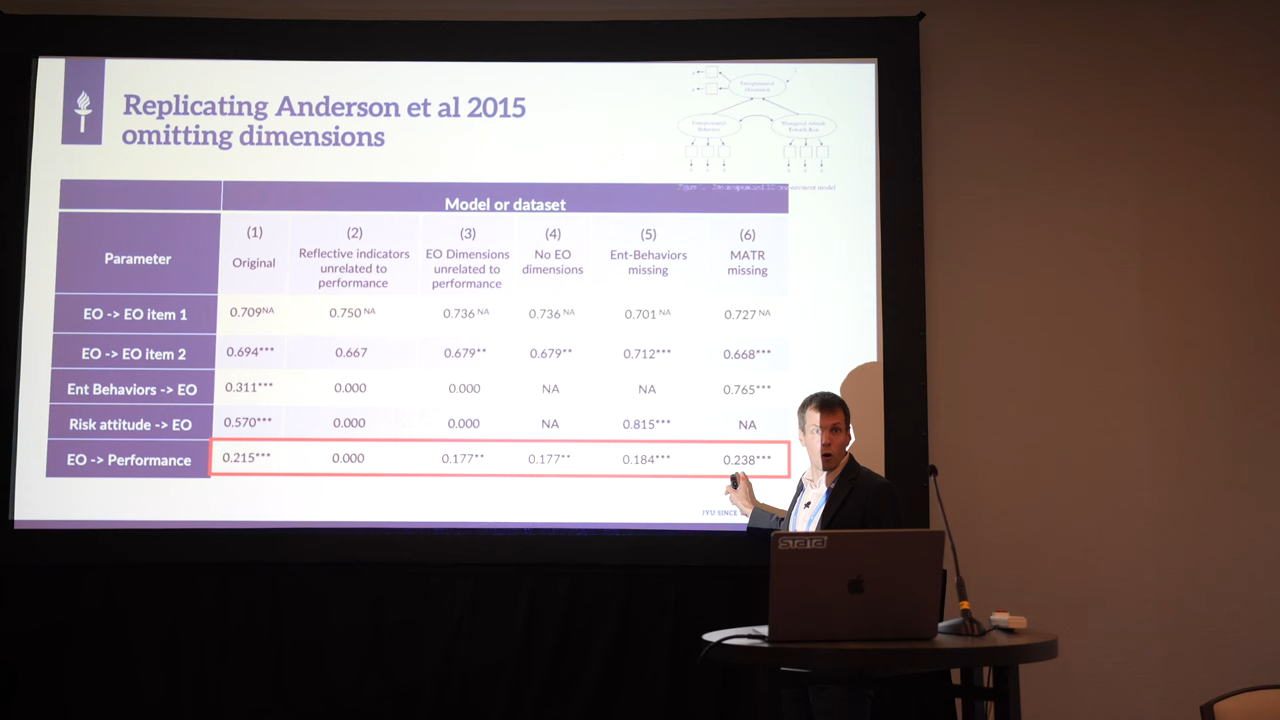 Replicating Anderson et al 2015
omitting dimensions
Model or dataset
Parameter
(1)
Original
(2)
Reflective indicators
unrelated to
performance
(3)
EO Dimensions
unrelated to
performance
(4)
No EO
dimensions
(5)
Ent-Behaviors
missing
(6)
MATR
missing
EO -> EO item 1 0.709NA 0.750 NA 0.736 NA 0.736 NA 0.701 NA 0.727 NA
EO -> EO item 2 0.694*** 0.667 0.679** 0.679** 0.712*** 0.668***
Ent Behaviors -> EO 0.311*** 0.000 0.000 NA NA 0.765***
Risk attitude -> EO 0.570*** 0.000 0.000 NA 0.815*** NA
EO -> Performance 0.215*** 0.000 0.177** 0.177** 0.184*** 0.238***
JYU SINCE
STATA